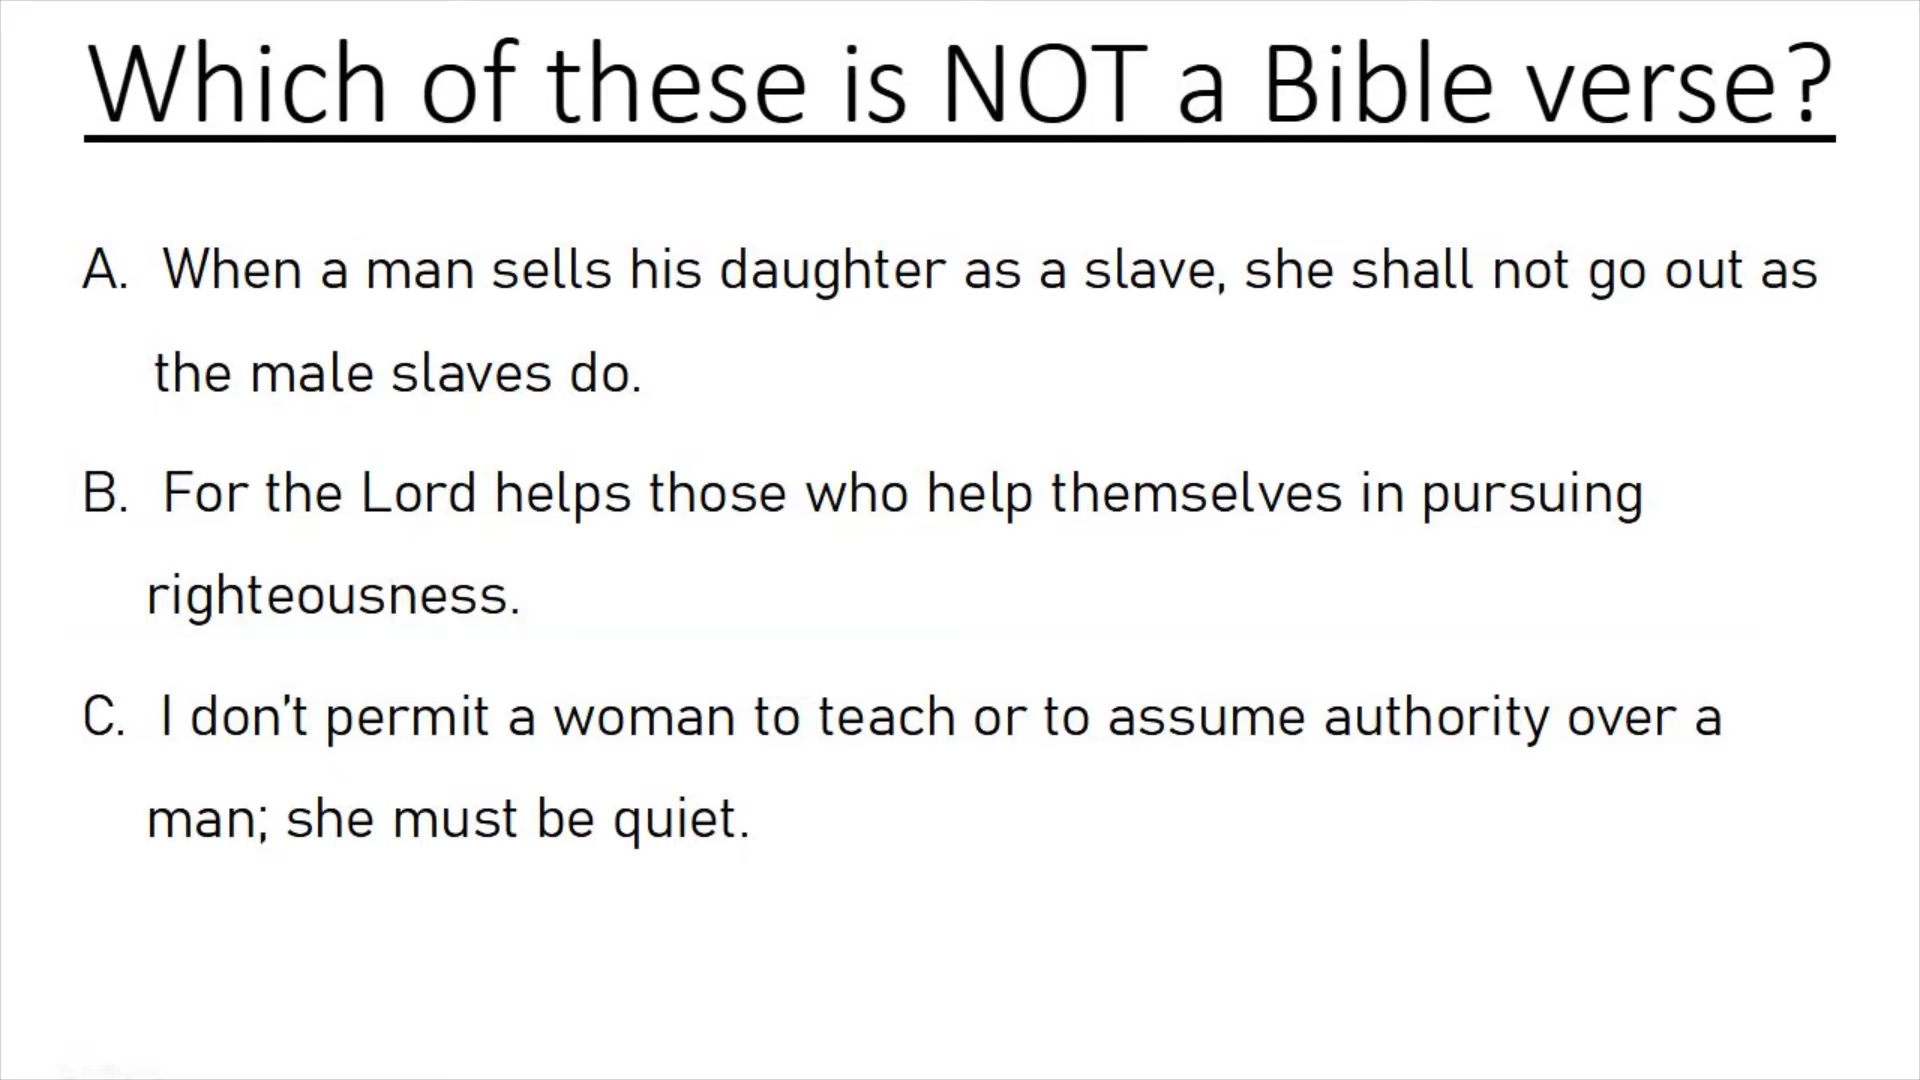 Which of these is NOT a Bible verse?
A. When a man sells his daughter as a slave, she shall not go out as
the male slaves do.
B. For the Lord helps those who help themselves in pursuing
righteousness.
C. I don't permit a woman to teach or to assume authority over a
man; she must be quiet.